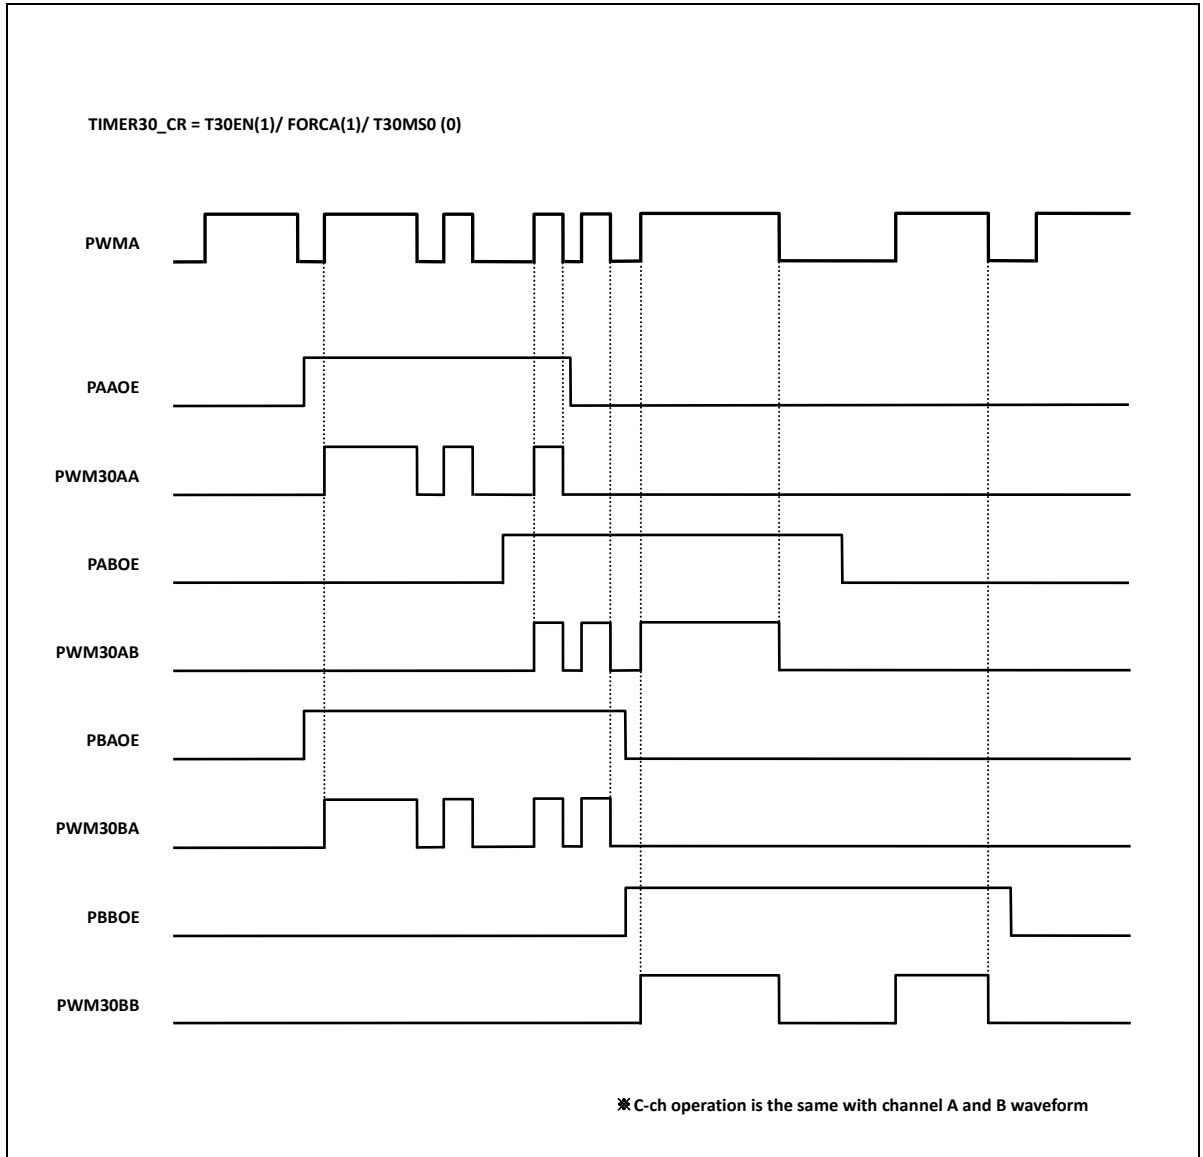 TIMER30_CR = T30EN(1)/ FORCA(1)/ T30MS0 (0)
PWMA
PAAOE
PWM30AA
PABOE
PWM30AB
PBAOE
PWM30BA
PBBOE
PWM30BB
※ C-ch operation is the same with channel A and B waveform